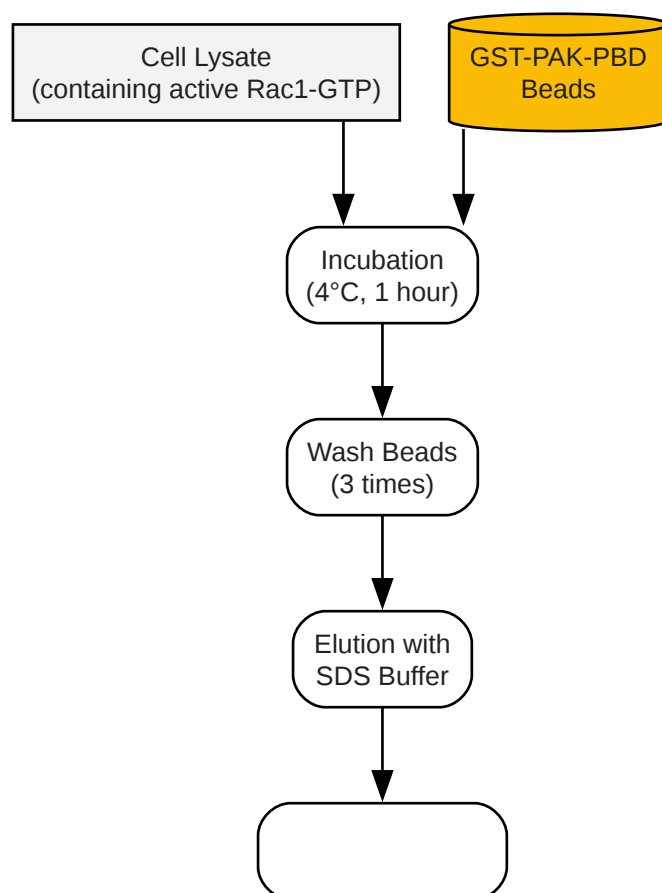 Cell Lysate
(containing active Rac1-GTP)
GST-PAK-PBD
Beads
Incubation
(4°C, 1 hour)
Wash Beads
(3 times)
Elution with
SDS Buffer